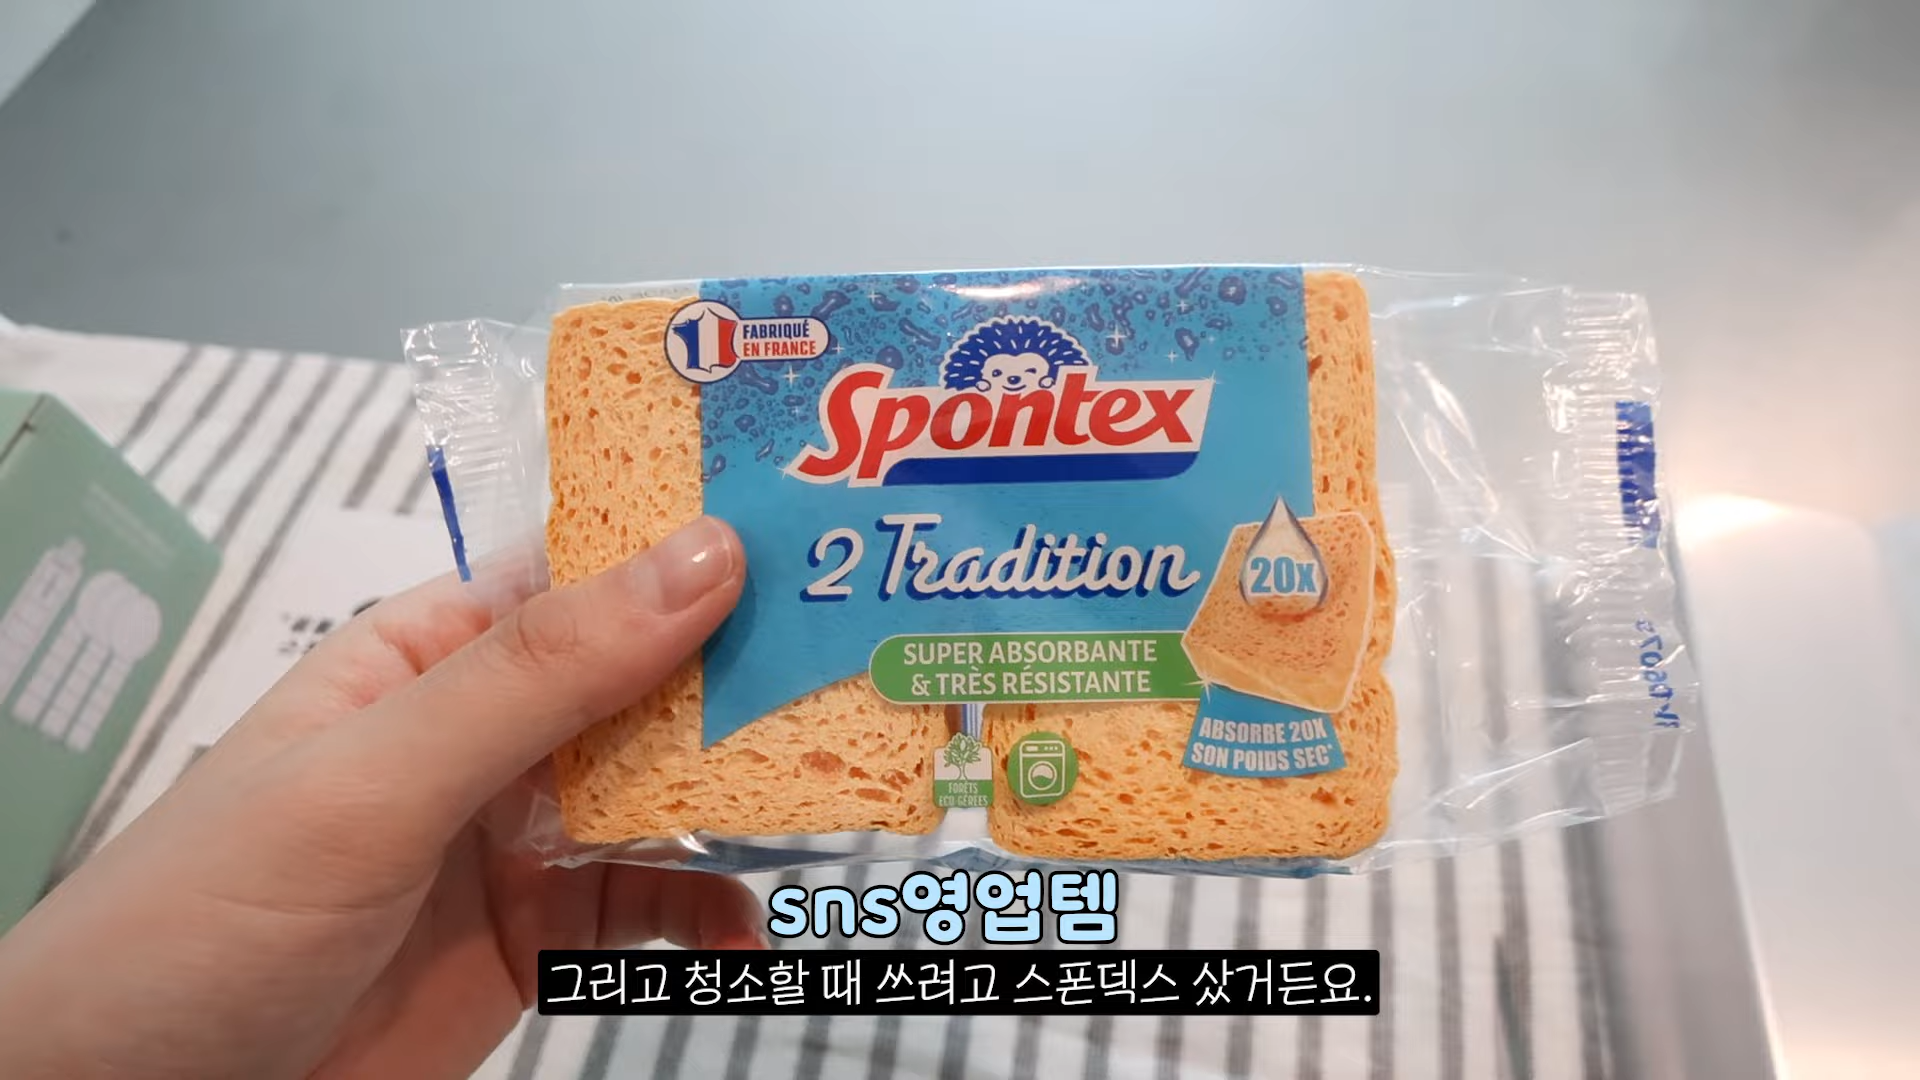 FABRIQUÉ
EN FRANCE
Spontex
2 Tradition
20x
SUPER ABSORBANTE
& TRÈS RÉSISTANTE
ABSORBE 20X
SON POIDS SEC*
FORÊTS
ECO-GÉRÉES
sns영업템
그리고 청소할 때 쓰려고 스폰덱스 샀거든요.